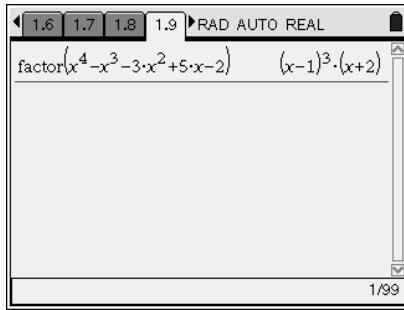 1.6 1.7 1.8 1.9 RAD AUTO REAL
factor(x⁴−x³−3·x²+5·x−2) (x−1)³·(x+2)
1/99